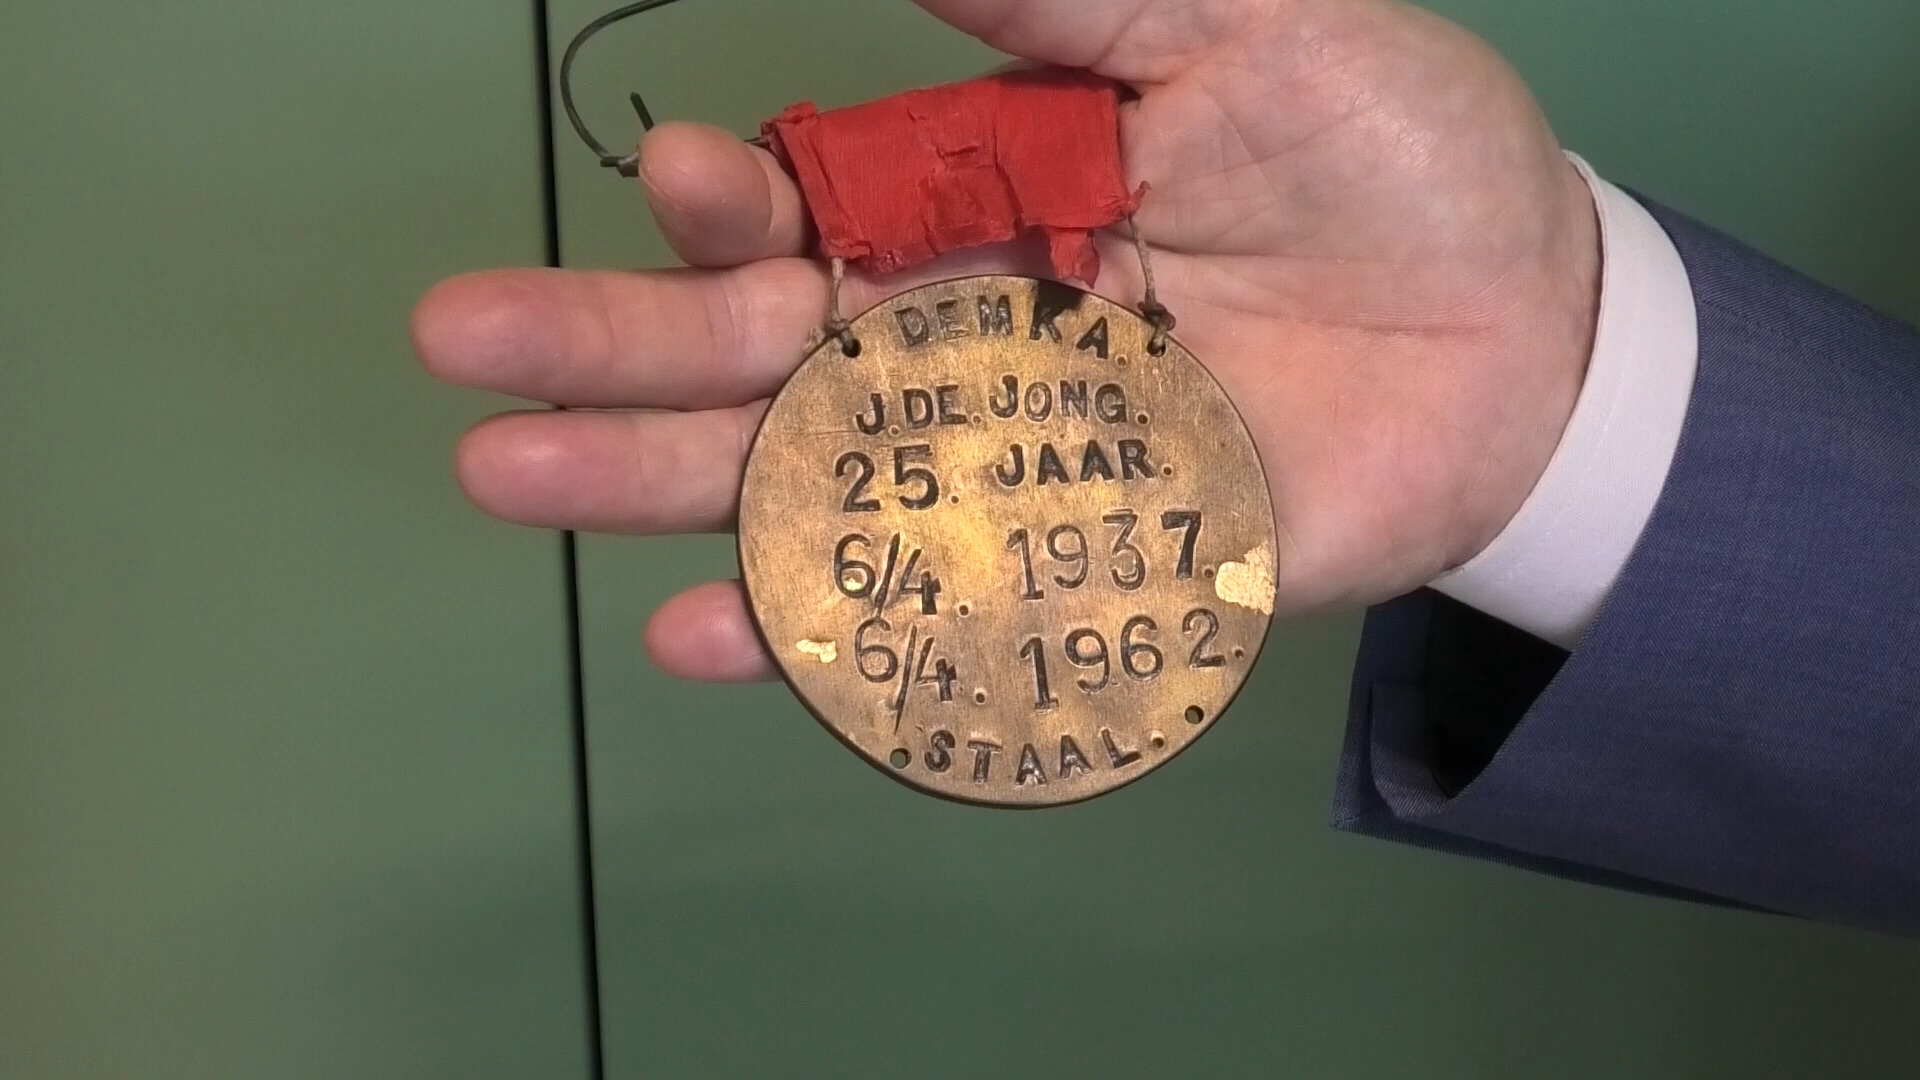 DEMKA.
J. DE. JONG.
25. JAAR.
6/4. 1937.
6/4. 1962.
STAAL.